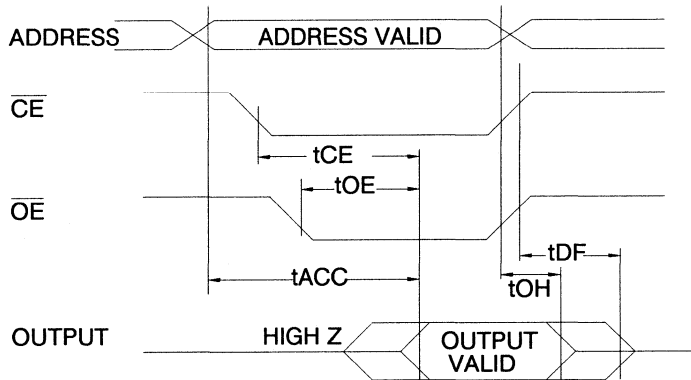 ADDRESS
ADDRESS VALID
CE
tCE
tOE
OE
tDF
tACC
tOH
OUTPUT
HIGH Z
OUTPUT
VALID